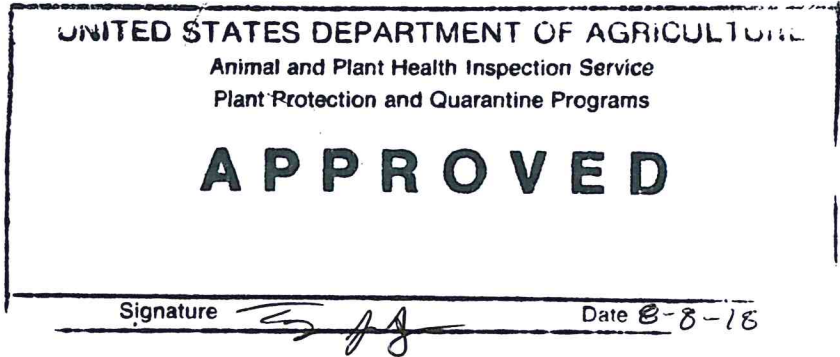 UNITED STATES DEPARTMENT OF AGRICULTURE
Animal and Plant Health Inspection Service
Plant Protection and Quarantine Programs
APPROVED
Signature
Date 8-8-18